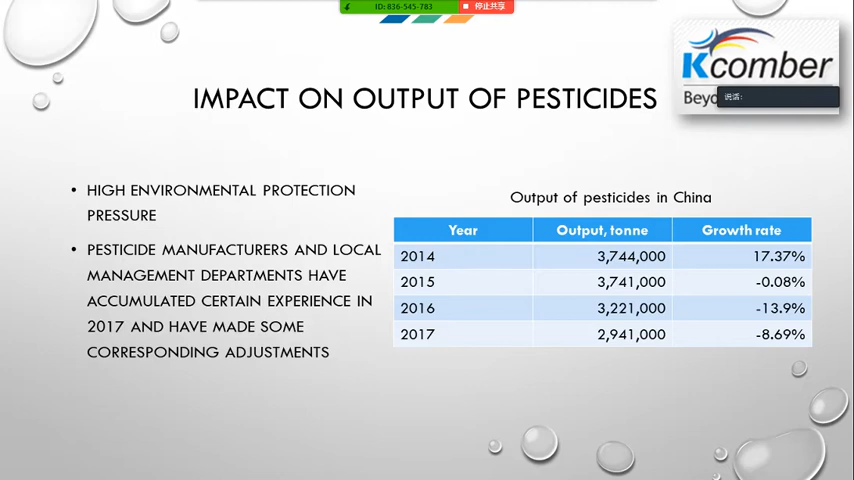 ID: 836-545-783
停止共享
Kcomber
Beyo
说话:
IMPACT ON OUTPUT OF PESTICIDES
• HIGH ENVIRONMENTAL PROTECTION
PRESSURE
• PESTICIDE MANUFACTURERS AND LOCAL
MANAGEMENT DEPARTMENTS HAVE
ACCUMULATED CERTAIN EXPERIENCE IN
2017 AND HAVE MADE SOME
CORRESPONDING ADJUSTMENTS
Output of pesticides in China
Year Output, tonne Growth rate
2014 3,744,000 17.37%
2015 3,741,000 -0.08%
2016 3,221,000 -13.9%
2017 2,941,000 -8.69%